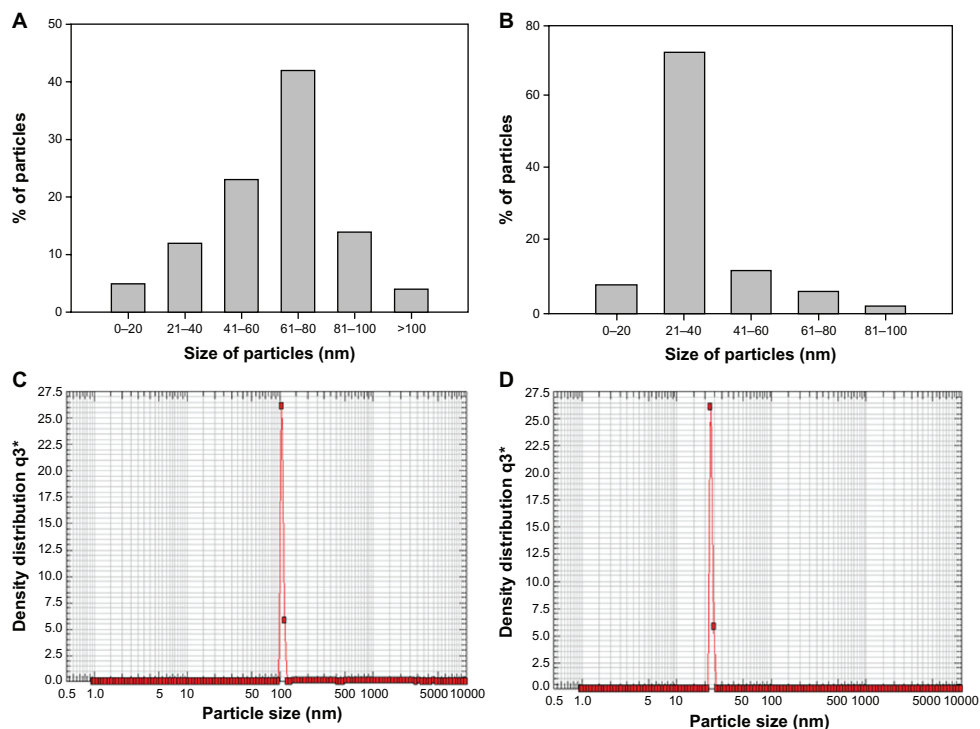 A
% of particles
50
40
30
20
10
0
0–20 21–40 41–60 61–80 81–100 >100
Size of particles (nm)
B
% of particles
80
70
60
40
20
0
0–20 21–40 41–60 61–80 81–100
Size of particles (nm)
C
Density distribution q3*
27.5
25.0
22.5
20.0
17.5
15.0
12.5
10.0
7.5
5.0
2.5
0.0
0.5 1.0 5 10 50 100 500 1000 5000 10000
Particle size (nm)
D
Density distribution q3*
27.5
25.0
22.5
20.0
17.5
15.0
12.5
10.0
7.5
5.0
2.5
0.0
0.5 1.0 5 10 50 100 500 1000 5000 10000
Particle size (nm)